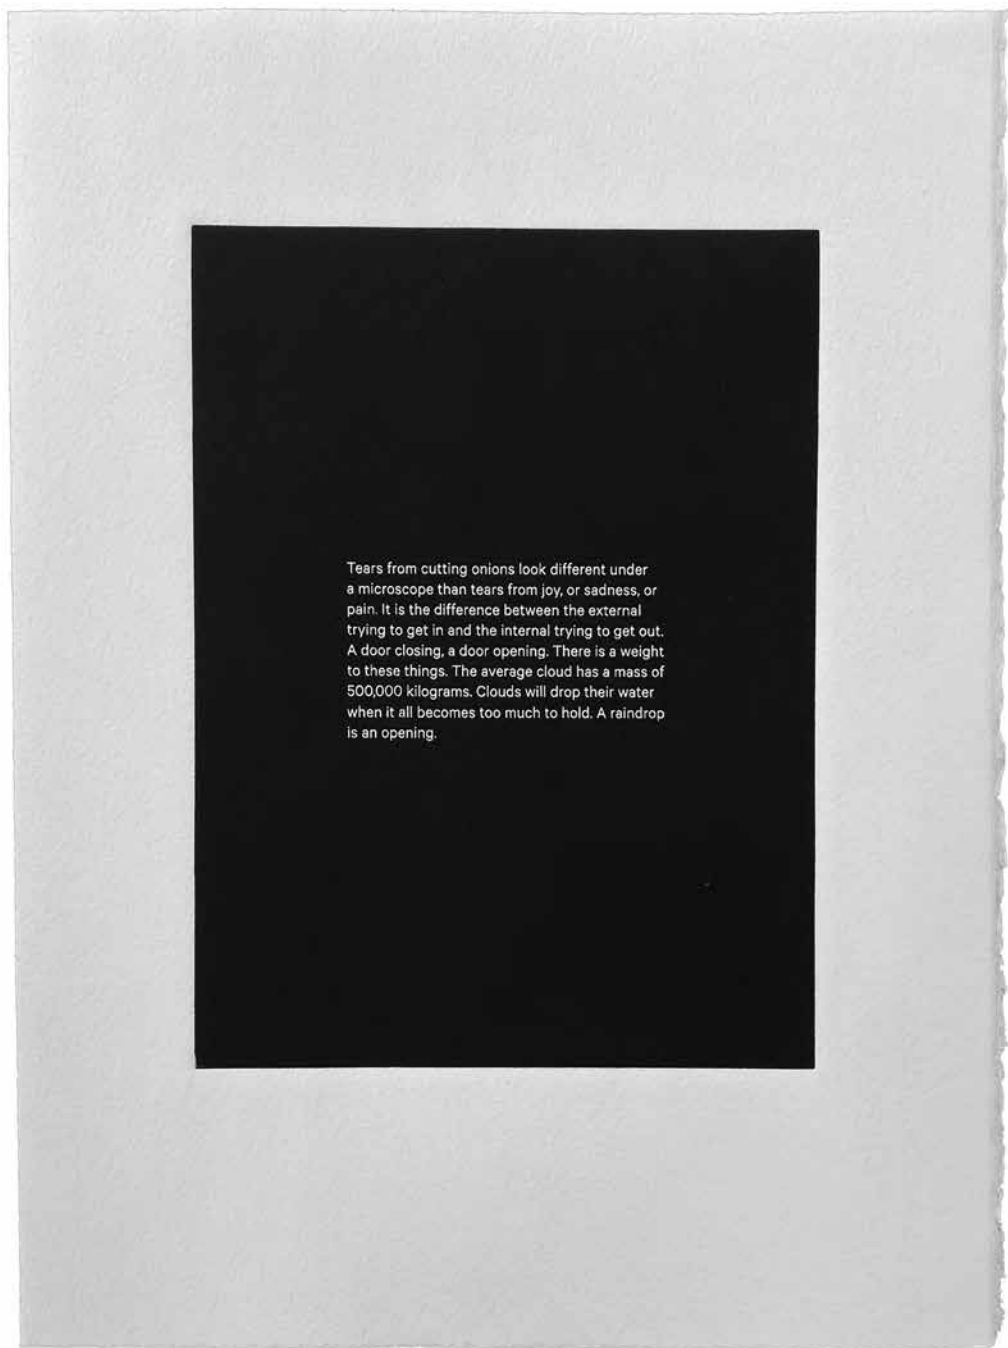 Tears from cutting onions look different under
a microscope than tears from joy, or sadness, or
pain. It is the difference between the external
trying to get in and the internal trying to get out.
A door closing, a door opening. There is a weight
to these things. The average cloud has a mass of
500,000 kilograms. Clouds will drop their water
when it all becomes too much to hold. A raindrop
is an opening.